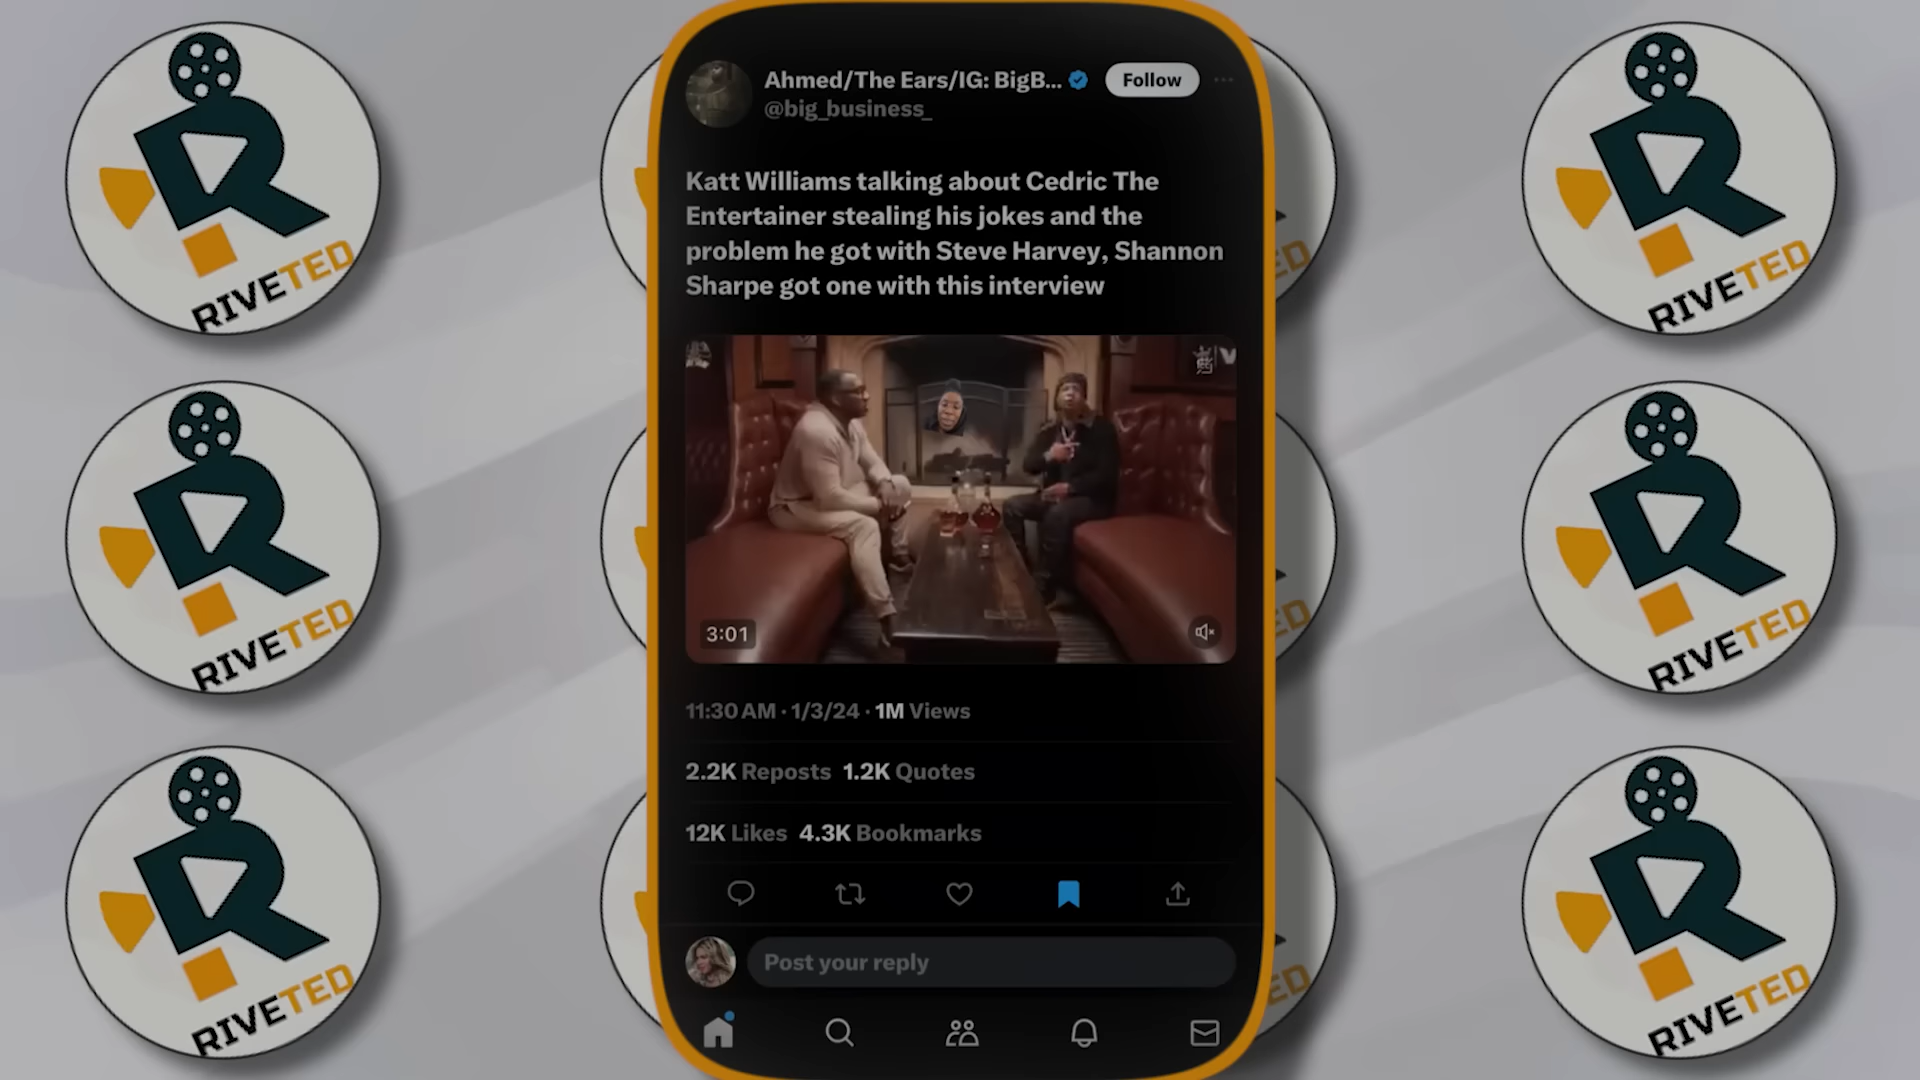 Ahmed/The Ears/IG: BigB...
Follow
@big_business_
Katt Williams talking about Cedric The
Entertainer stealing his jokes and the
problem he got with Steve Harvey, Shannon
Sharpe got one with this interview
3:01
11:30 AM · 1/3/24 · 1M Views
2.2K Reposts 1.2K Quotes
12K Likes 4.3K Bookmarks
Post your reply
RIVETED
RIVETED
RIVETED
RIVETED
RIVETED
RIVETED
ED
ED
ED